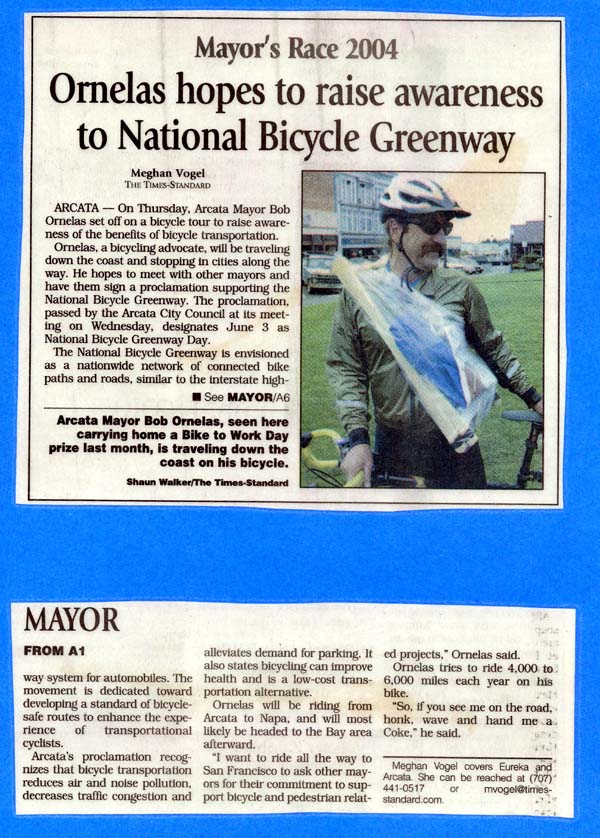 Mayor's Race 2004
Ornelas hopes to raise awareness
to National Bicycle Greenway
Meghan Vogel
THE TIMES-STANDARD
ARCATA — On Thursday, Arcata Mayor Bob
Ornelas set off on a bicycle tour to raise aware-
ness of the benefits of bicycle transportation.
Ornelas, a bicycling advocate, will be traveling
down the coast and stopping in cities along the
way. He hopes to meet with other mayors and
have them sign a proclamation supporting the
National Bicycle Greenway. The proclamation,
passed by the Arcata City Council at its meet-
ing on Wednesday, designates June 3 as
National Bicycle Greenway Day.
The National Bicycle Greenway is envisioned
as a nationwide network of connected bike
paths and roads, similar to the interstate high-
■ See MAYOR/A6
Arcata Mayor Bob Ornelas, seen here
carrying home a Bike to Work Day
prize last month, is traveling down the
coast on his bicycle.
Shaun Walker/The Times-Standard
MAYOR
FROM A1
way system for automobiles. The
movement is dedicated toward
developing a standard of bicycle-
safe routes to enhance the expe-
rience of transportational
cyclists.
Arcata's proclamation recog-
nizes that bicycle transportation
reduces air and noise pollution,
decreases traffic congestion and
alleviates demand for parking. It
also states bicycling can improve
health and is a low-cost trans-
portation alternative.
Ornelas will be riding from
Arcata to Napa, and will most
likely be headed to the Bay area
afterward.
"I want to ride all the way to
San Francisco to ask other may-
ors for their commitment to sup-
port bicycle and pedestrian relat-
ed projects," Ornelas said.
Ornelas tries to ride 4,000 to
6,000 miles each year on his
bike.
"So, if you see me on the road,
honk, wave and hand me a
Coke," he said.
Meghan Vogel covers Eureka and
Arcata. She can be reached at (707)
441-0517 or mvogel@times-
standard.com.